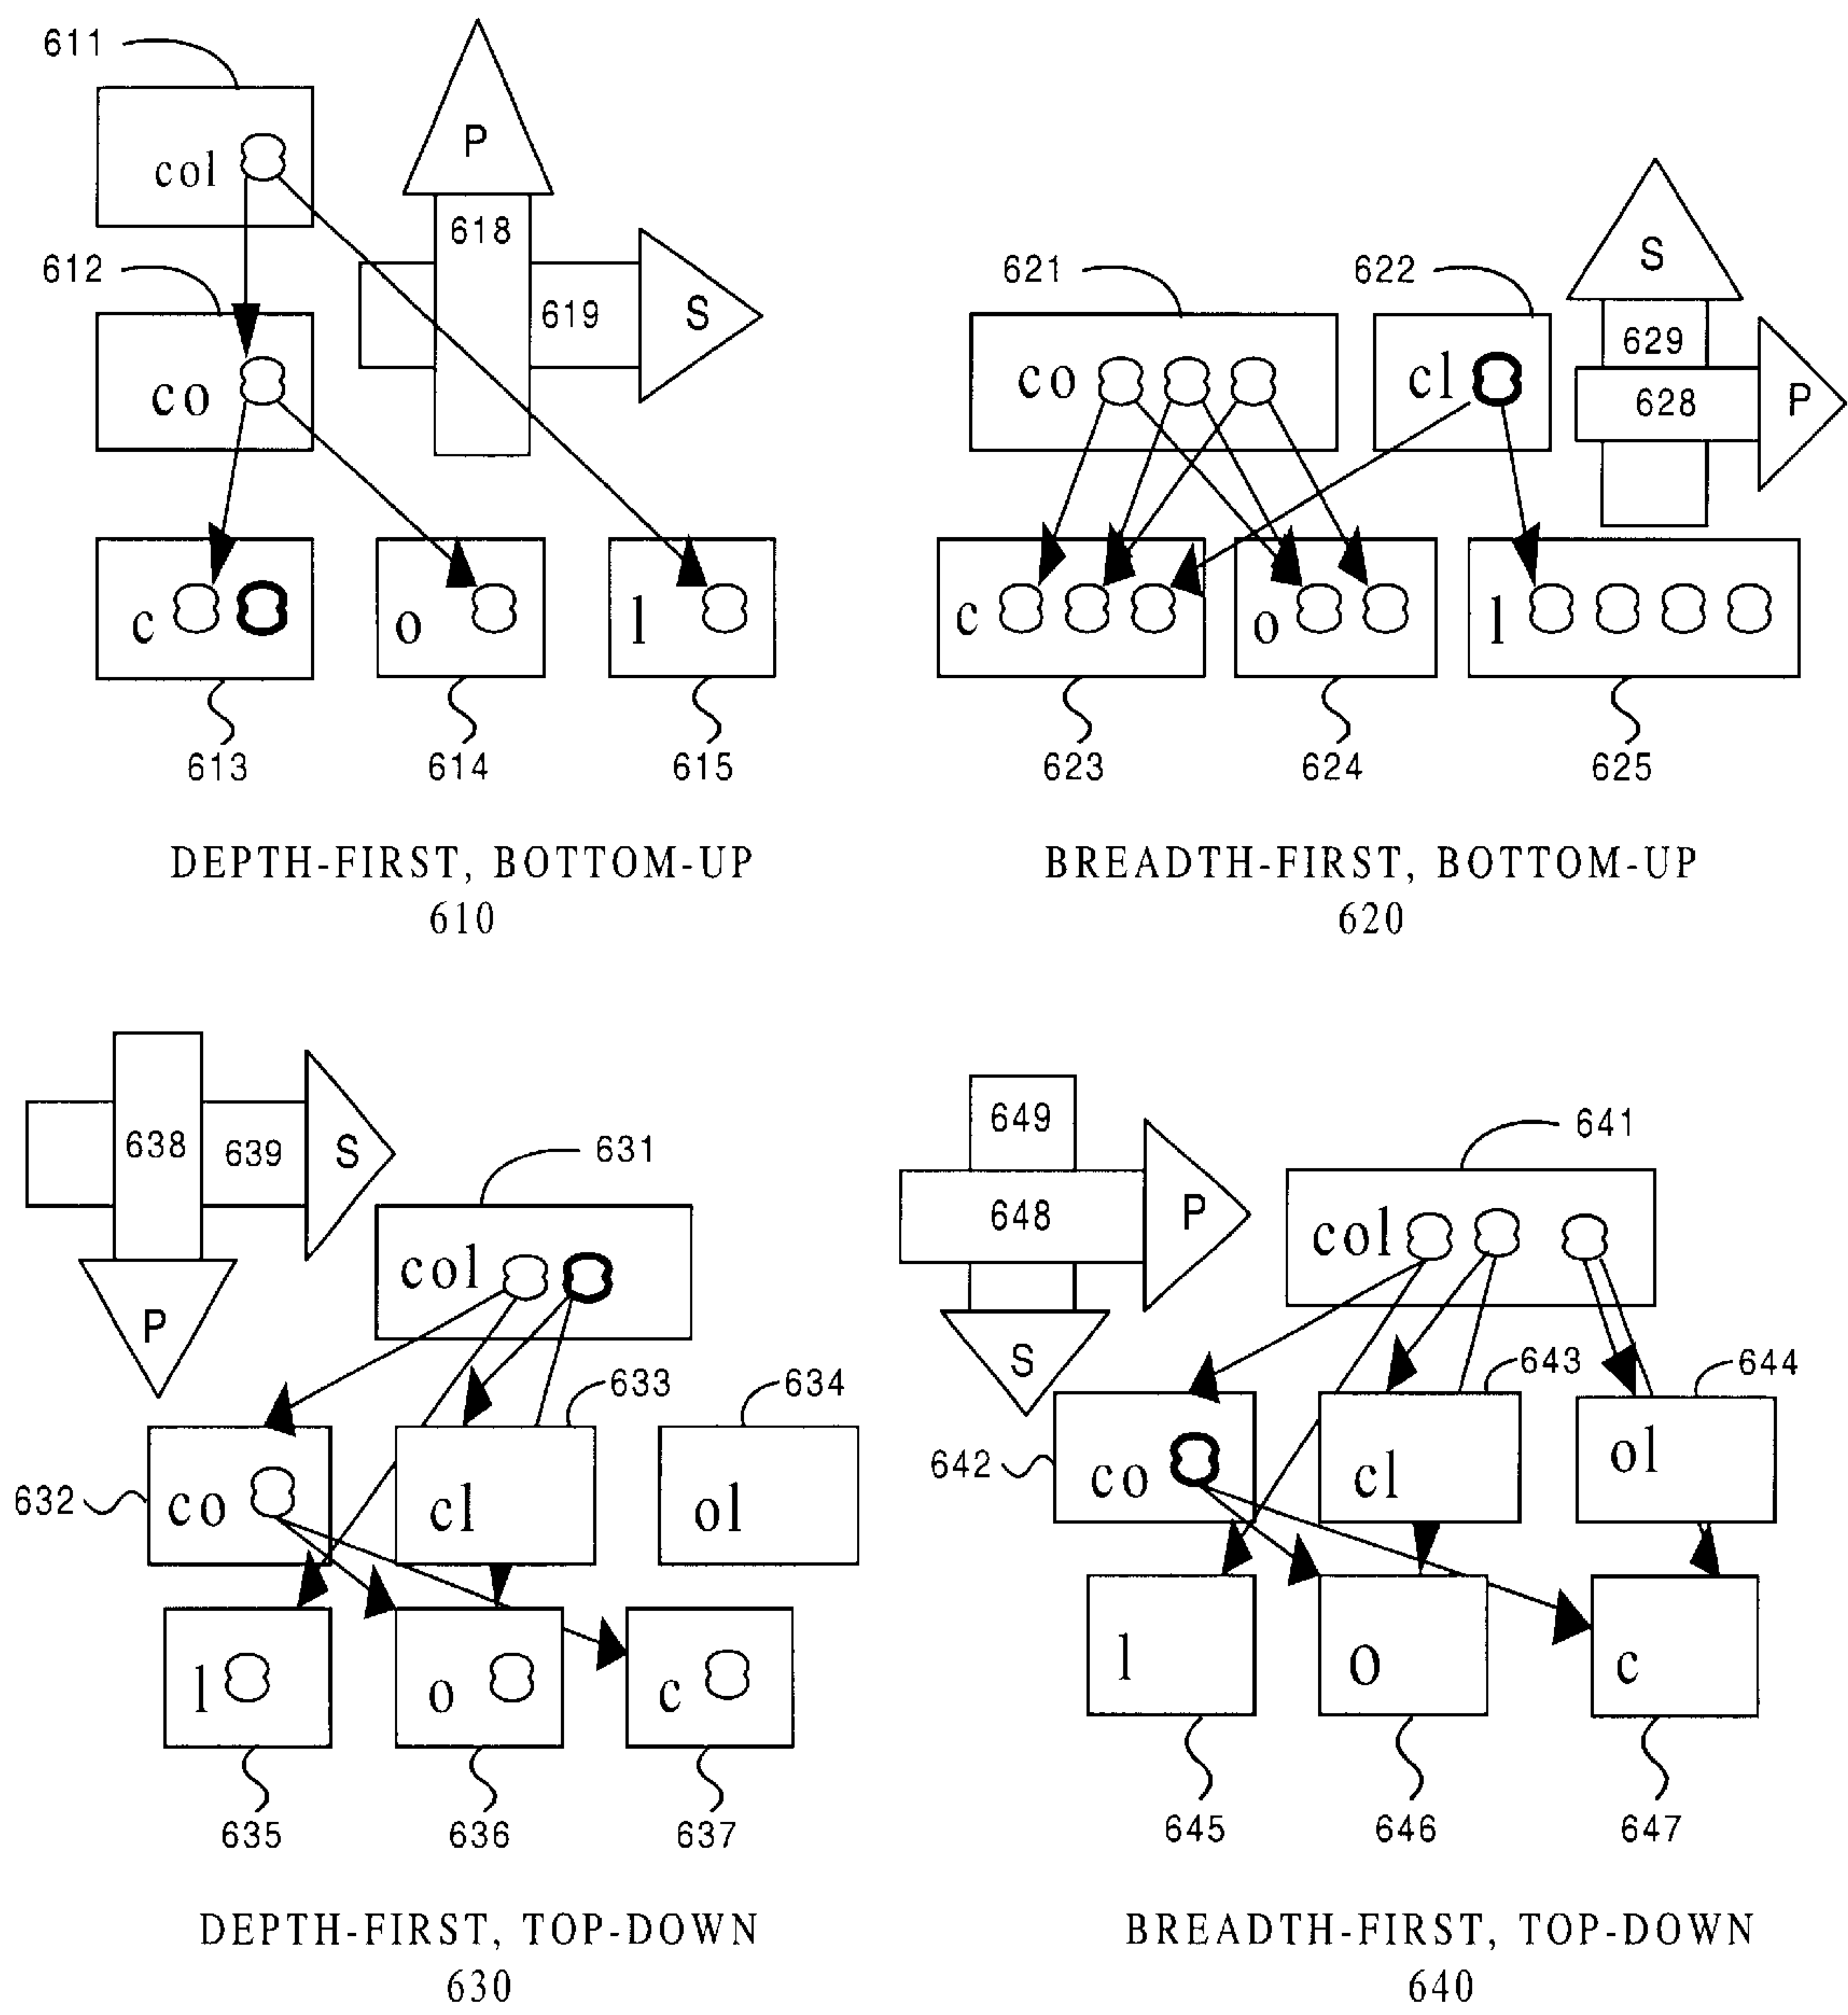 611
P
col
618
612
619
S
co
c
o
l
613
614
615
DEPTH-FIRST, BOTTOM-UP
610
621
622
S
629
co
cl
628
P
c
o
l
623
624
625
BREADTH-FIRST, BOTTOM-UP
620
638
639
S
631
P
col
633
634
632
co
cl
ol
l
o
c
635
636
637
DEPTH-FIRST, TOP-DOWN
630
649
641
648
P
col
S
643
644
642
co
cl
ol
l
o
c
645
646
647
BREADTH-FIRST, TOP-DOWN
640